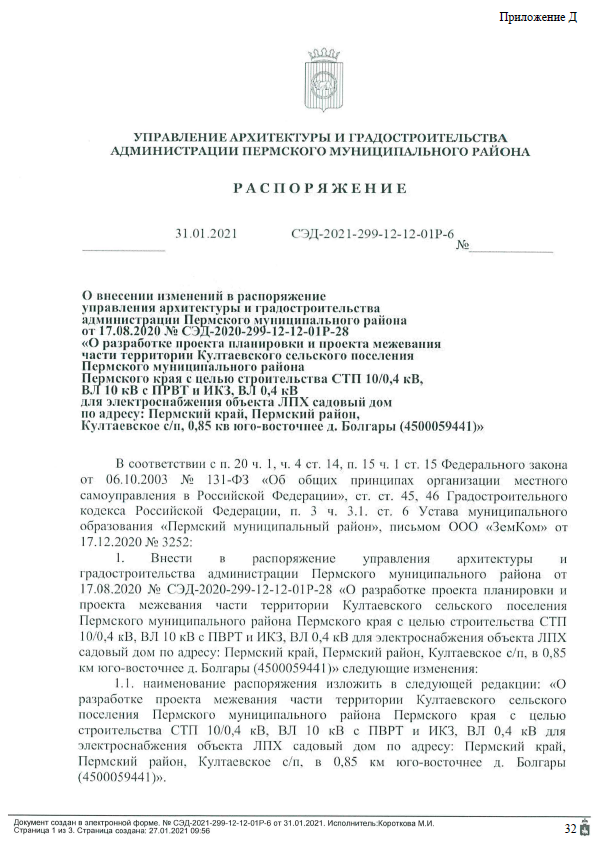 Приложение Д
УПРАВЛЕНИЕ АРХИТЕКТУРЫ И ГРАДОСТРОИТЕЛЬСТВА
АДМИНИСТРАЦИИ ПЕРМСКОГО МУНИЦИПАЛЬНОГО РАЙОНА
РАСПОРЯЖЕНИЕ
31.01.2021 СЭД-2021-299-12-12-01Р-6
№
О внесении изменений в распоряжение
управления архитектуры и градостроительства
администрации Пермского муниципального района
от 17.08.2020 № СЭД-2020-299-12-12-01Р-28
«О разработке проекта планировки и проекта межевания
части территории Култаевского сельского поселения
Пермского муниципального района
Пермского края с целью строительства СТП 10/0,4 кВ,
ВЛ 10 кВ с ПРВТ и ИКЗ, ВЛ 0,4 кВ
для электроснабжения объекта ЛПХ садовый дом
по адресу: Пермский край, Пермский район,
Култаевское с/п, 0,85 кв юго-восточнее д. Болгары (4500059441)»
В соответствии с п. 20 ч. 1, ч. 4 ст. 14, п. 15 ч. 1 ст. 15 Федерального закона
от 06.10.2003 № 131-ФЗ «Об общих принципах организации местного
самоуправления в Российской Федерации», ст. ст. 45, 46 Градостроительного
кодекса Российской Федерации, п. 3 ч. 3.1. ст. 6 Устава муниципального
образования «Пермский муниципальный район», письмом ООО «ЗемКом» от
17.12.2020 № 3252:
1. Внести в распоряжение управления архитектуры и
градостроительства администрации Пермского муниципального района от
17.08.2020 № СЭД-2020-299-12-12-01Р-28 «О разработке проекта планировки и
проекта межевания части территории Култаевского сельского поселения
Пермского муниципального района Пермского края с целью строительства СТП
10/0,4 кВ, ВЛ 10 кВ с ПВРТ и ИКЗ, ВЛ 0,4 кВ для электроснабжения объекта ЛПХ
садовый дом по адресу: Пермский край, Пермский район, Култаевское с/п, в 0,85
км юго-восточнее д. Болгары (4500059441)» следующие изменения:
1.1. наименование распоряжения изложить в следующей редакции: «О
разработке проекта межевания части территории Култаевского сельского
поселения Пермского муниципального района Пермского края с целью
строительства СТП 10/0,4 кВ, ВЛ 10 кВ с ПВРТ и ИКЗ, ВЛ 0,4 кВ для
электроснабжения объекта ЛПХ садовый дом по адресу: Пермский край,
Пермский район, Култаевское с/п, в 0,85 км юго-восточнее д. Болгары
(4500059441)».
Документ создан в электронной форме. № СЭД-2021-299-12-12-01Р-6 от 31.01.2021. Исполнитель:Короткова М.И.
Страница 1 из 3. Страница создана: 27.01.2021 09:56
32